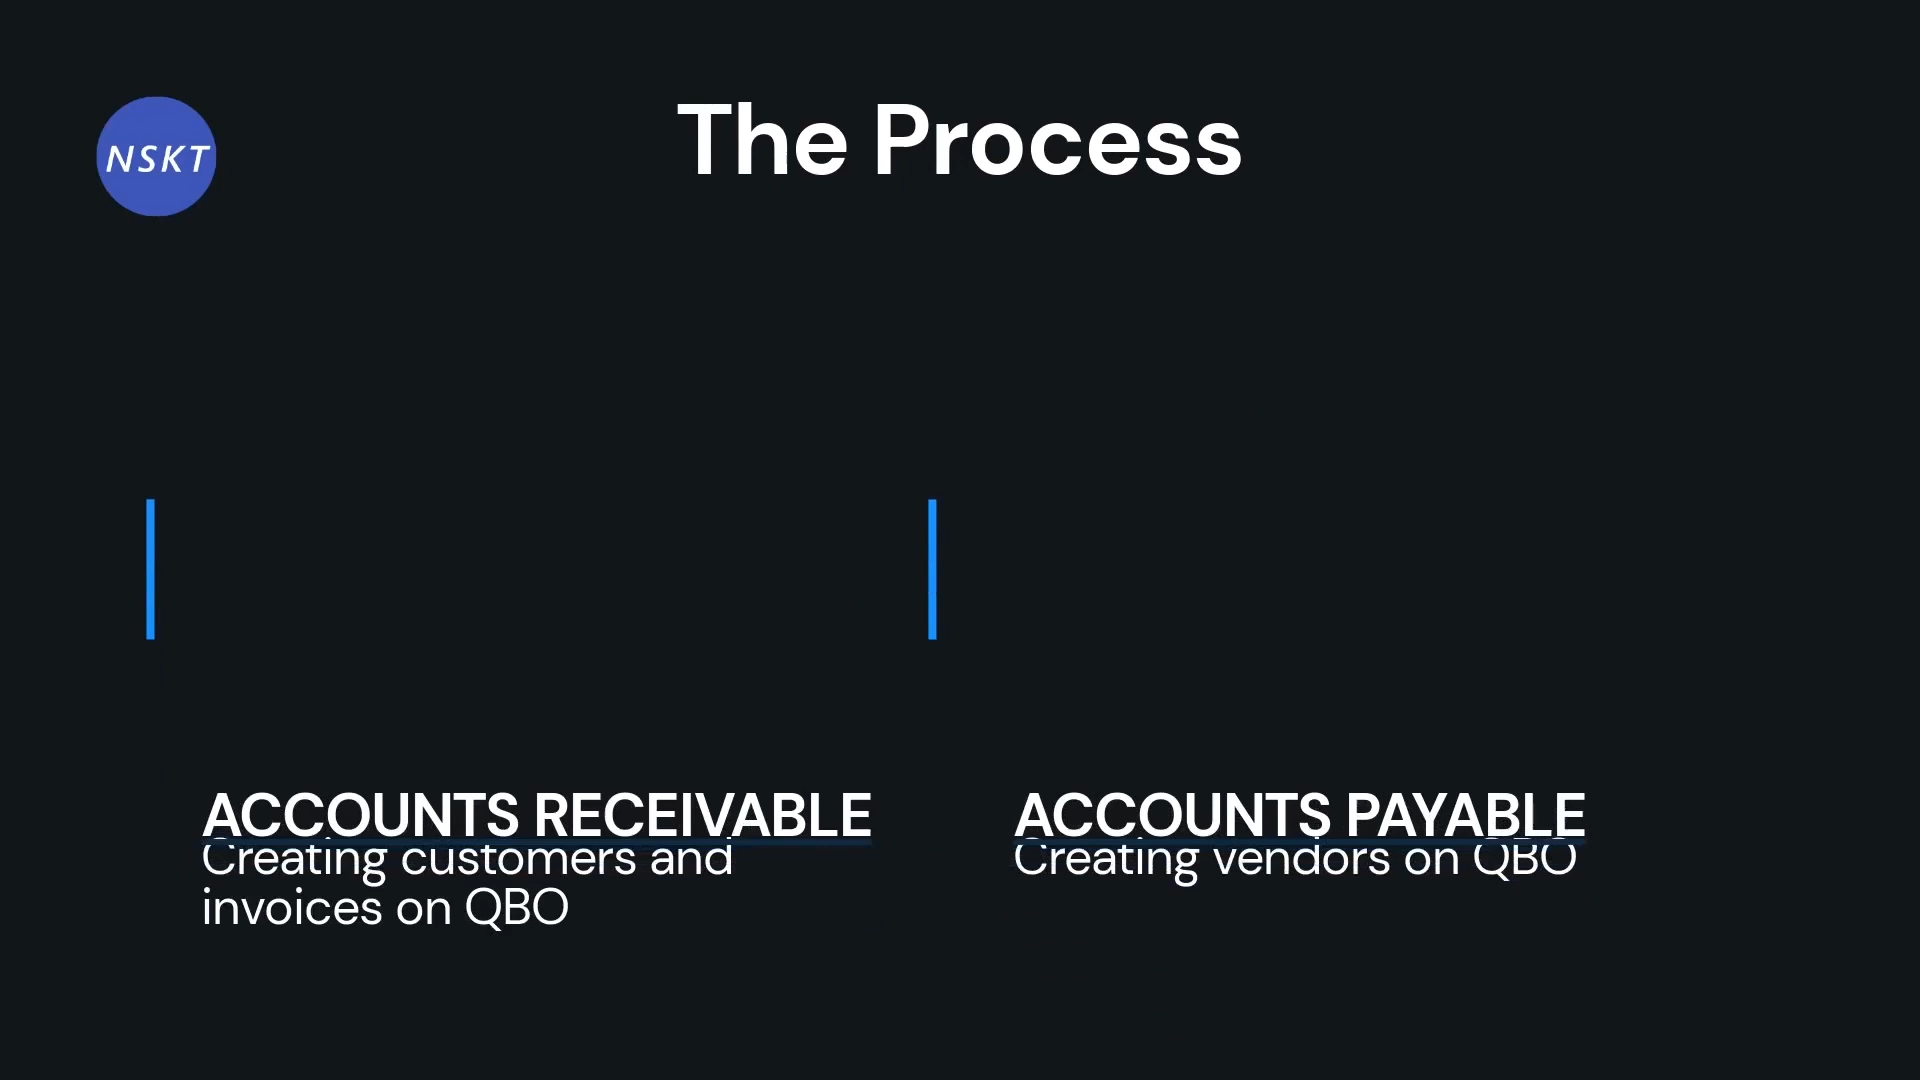 NSKT
The Process
ACCOUNTS RECEIVABLE
Creating customers and
invoices on QBO
ACCOUNTS PAYABLE
Creating vendors on QBO